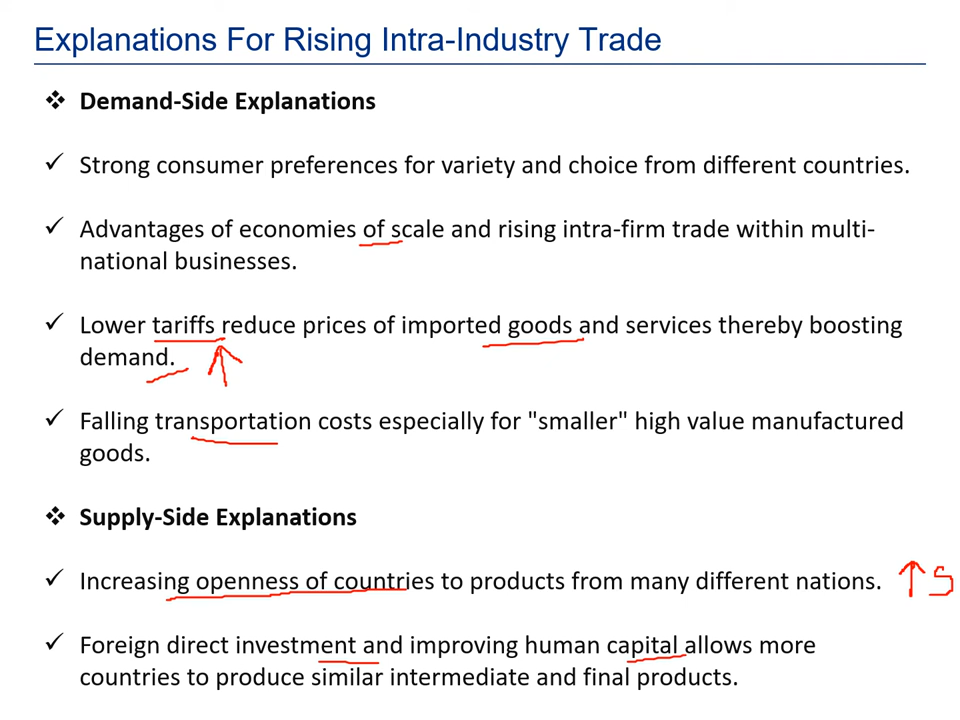 Explanations For Rising Intra-Industry Trade
❖ Demand-Side Explanations
✓ Strong consumer preferences for variety and choice from different countries.
✓ Advantages of economies of scale and rising intra-firm trade within multi-
national businesses.
✓ Lower tariffs reduce prices of imported goods and services thereby boosting
demand.
✓ Falling transportation costs especially for "smaller" high value manufactured
goods.
❖ Supply-Side Explanations
✓ Increasing openness of countries to products from many different nations. ↑ S
✓ Foreign direct investment and improving human capital allows more
countries to produce similar intermediate and final products.